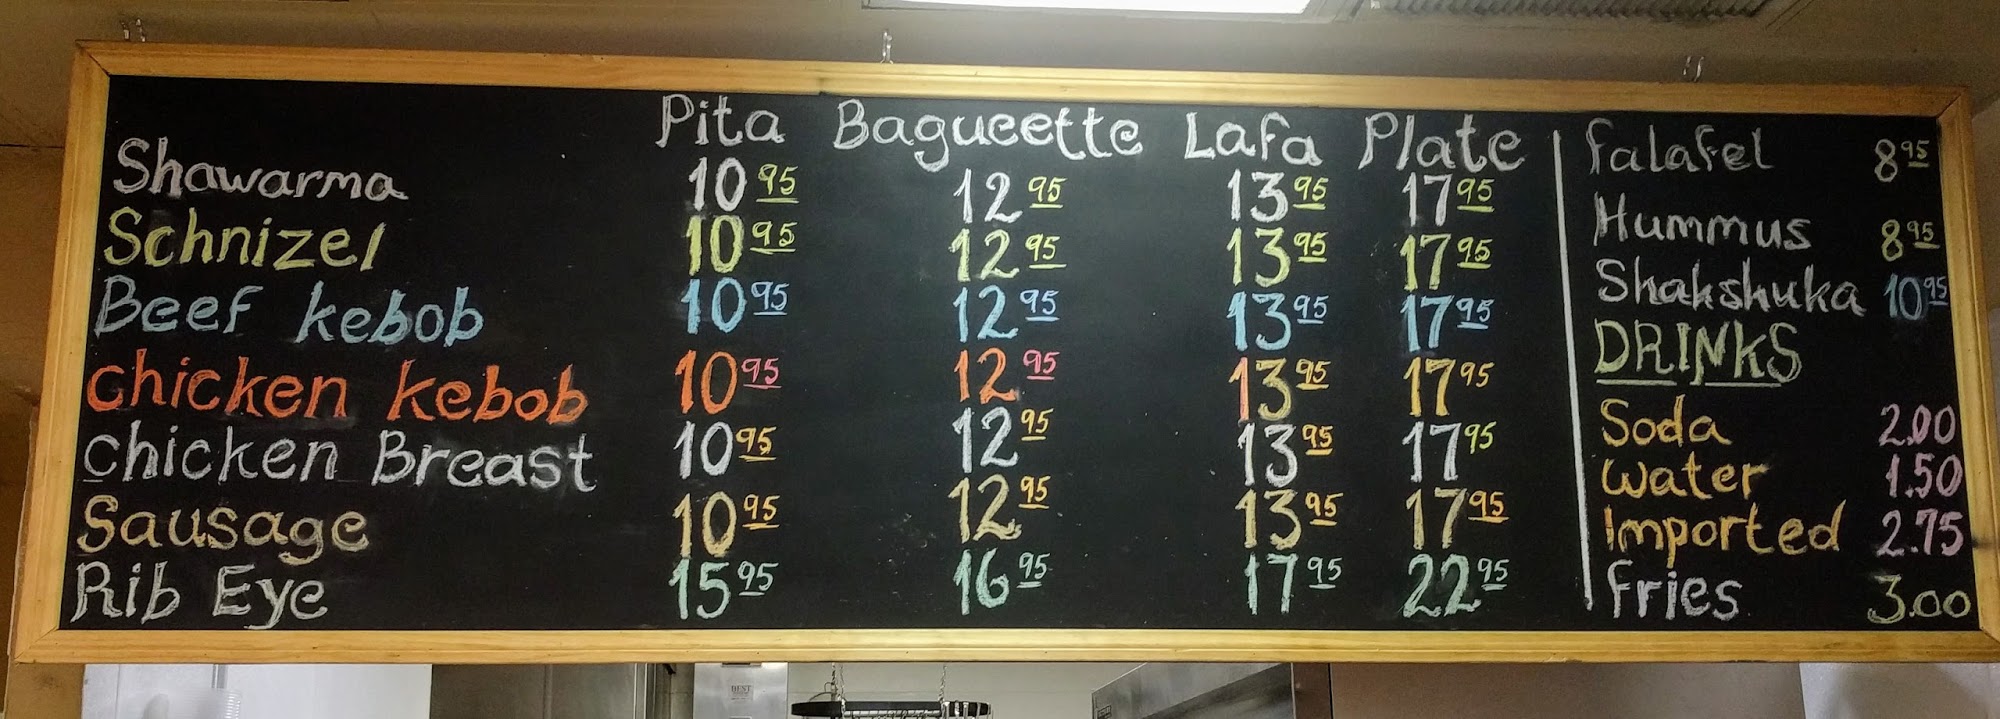 Pita Bagueette Lafa Plate
Shawarma 10 95 12 95 13 95 17 95
Schnizel 10 95 12 95 13 95 17 95
Beef kebob 10 95 12 95 13 95 17 95
chicken kebob 10 95 12 95 13 95 17 95
chicken Breast 10 95 12 95 13 95 17 95
Sausage 10 95 12 95 13 95 17 95
Rib Eye 15 95 16 95 17 95 22 95
falafel 8 95
Hummus 8 95
Shakshuka 10 95
DRINKS
Soda 2.00
water 1.50
Imported 2.75
fries 3.00
BEST